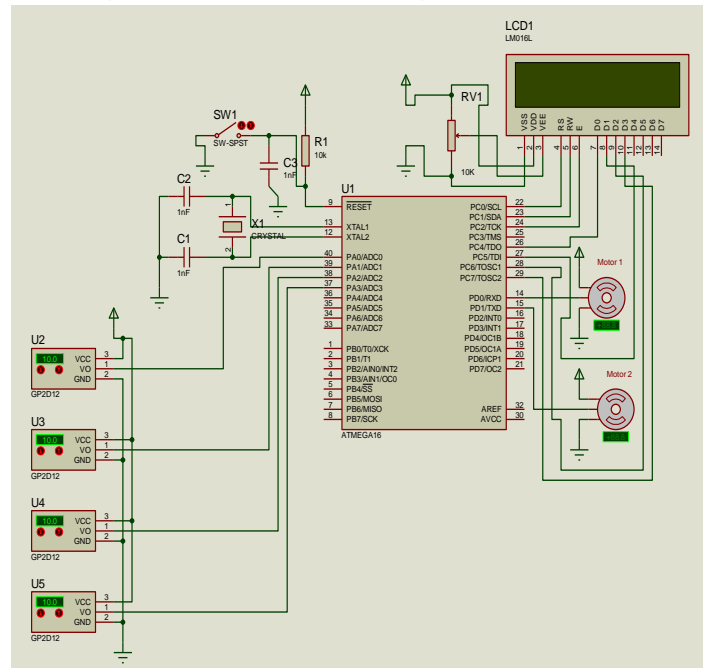 LCD1
LM016L
VSS
VDD
VEE
RS
RW
E
D0
D1
D2
D3
D4
D5
D6
D7
1
2
3
4
5
6
7
8
9
10
11
12
13
14
RV1
10K
SW1
SW-SPST
R1
10k
C3
1nF
C2
1nF
X1
CRYSTAL
1
2
C1
1nF
U1
9 RESET PC0/SCL 22
PC1/SDA 23
13 XTAL1 PC2/TCK 24
12 XTAL2 PC3/TMS 25
PC4/TDO 26
40 PA0/ADC0 PC5/TDI 27
39 PA1/ADC1 PC6/TOSC1 28
38 PA2/ADC2 PC7/TOSC2 29
37 PA3/ADC3
36 PA4/ADC4 PD0/RXD 14
35 PA5/ADC5 PD1/TXD 15
34 PA6/ADC6 PD2/INT0 16
33 PA7/ADC7 PD3/INT1 17
PD4/OC1B 18
1 PB0/T0/XCK PD5/OC1A 19
2 PB1/T1 PD6/ICP1 20
3 PB2/AIN0/INT2 PD7/OC2 21
4 PB3/AIN1/OC0
5 PB4/SS
6 PB5/MOSI
7 PB6/MISO AREF 32
8 PB7/SCK AVCC 30
ATMEGA16
Motor 1
Motor 2
U2
10.0
VCC 3
VO 1
GND 2
GP2D12
U3
10.0
VCC 3
VO 1
GND 2
GP2D12
U4
10.0
VCC 3
VO 1
GND 2
GP2D12
U5
10.0
VCC 3
VO 1
GND 2
GP2D12